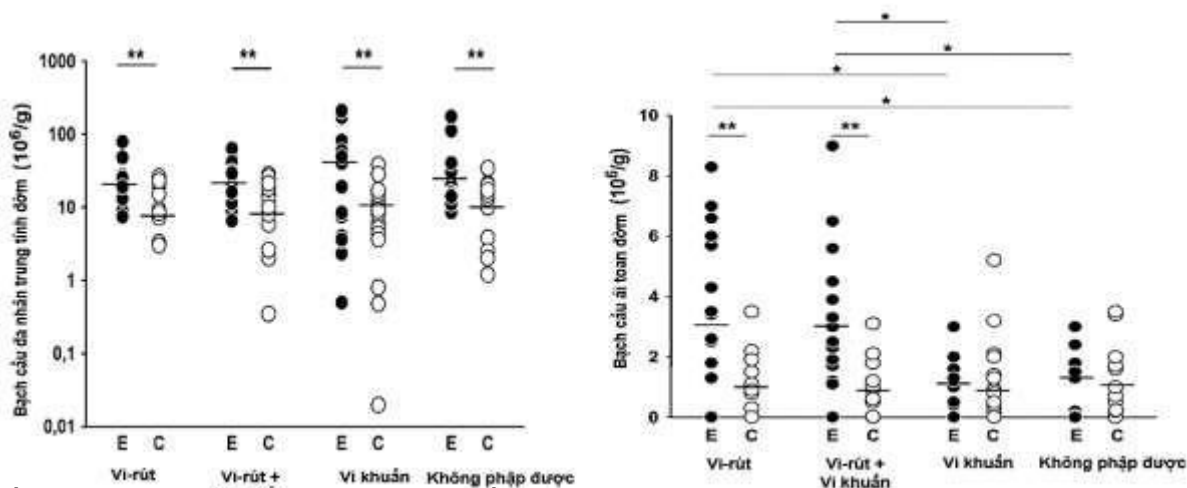 Bạch cầu đa nhân trung tính đờm (10⁶/g)
1000
100
10
1
0,1
0,01
** ** ** **
E C E C E C E C
Vi-rút Vi-rút + Vi khuẩn Không phập được
Bạch cầu ái toan đờm (10⁶/g)
*
*
*
*
** **
10
8
6
4
2
0
E C E C E C E C
Vi-rút Vi-rút + Vi khuẩn Không phập được
Vi khuẩn